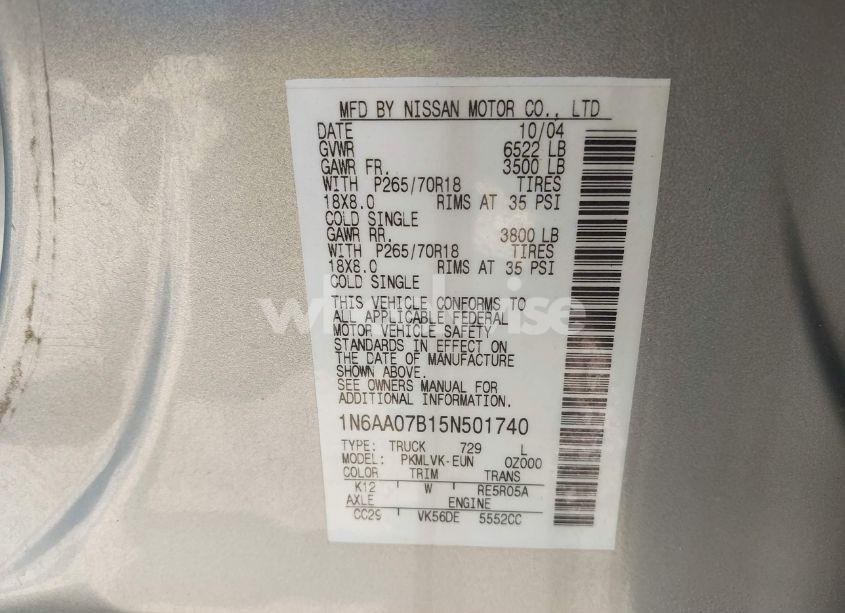 MFD BY NISSAN MOTOR CO., LTD
DATE 10/04
GVWR 6522 LB
GAWR FR. 3500 LB
WITH P265/70R18 TIRES
18X8.0 RIMS AT 35 PSI
COLD SINGLE
GAWR RR. 3800 LB
WITH P265/70R18 TIRES
18X8.0 RIMS AT 35 PSI
COLD SINGLE
THIS VEHICLE CONFORMS TO
ALL APPLICABLE FEDERAL
MOTOR VEHICLE SAFETY
STANDARDS IN EFFECT ON
THE DATE OF MANUFACTURE
SHOWN ABOVE.
SEE OWNERS MANUAL FOR
ADDITIONAL INFORMATION
1N6AA07B15N501740
TYPE: TRUCK 729 L
MODEL: PKMLVK-EUN 0Z000
COLOR TRIM TRANS
K12 W RE5R05A
AXLE ENGINE
CC29 VK56DE 5552CC